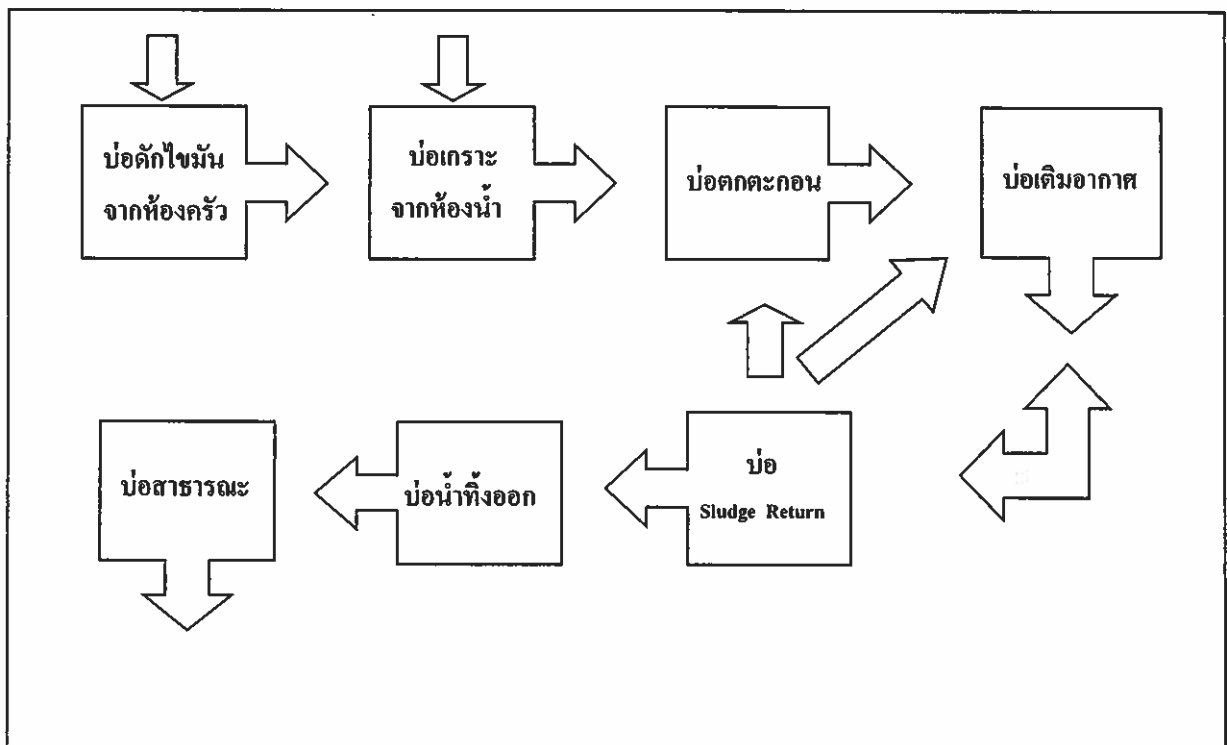 บ่อดักไขมัน
จากห้องครัว
บ่อเกราะ
จากห้องน้ำ
บ่อตกตะกอน
บ่อเติมอากาศ
บ่อสาธารณะ
บ่อน้ำทิ้งออก
บ่อ
Sludge Return